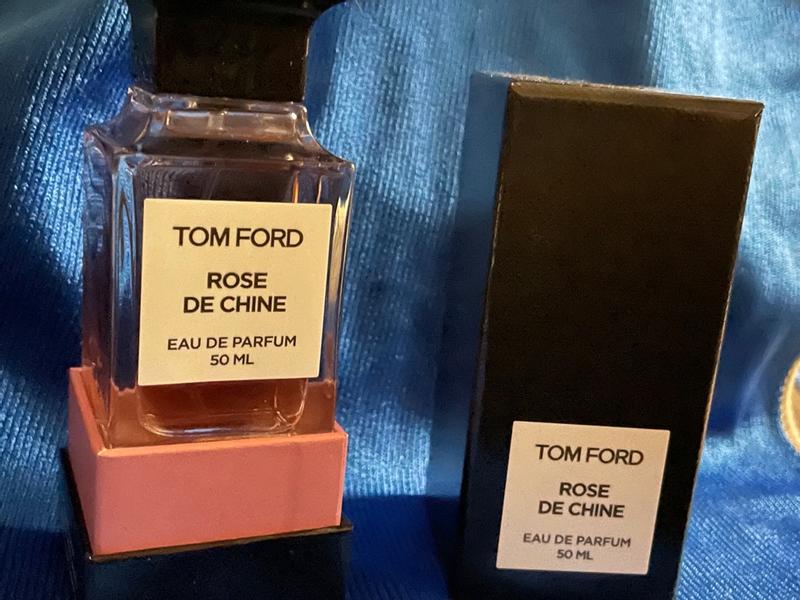 TOM FORD
ROSE
DE CHINE
EAU DE PARFUM
50 ML
TOM FORD
ROSE
DE CHINE
EAU DE PARFUM
50 ML